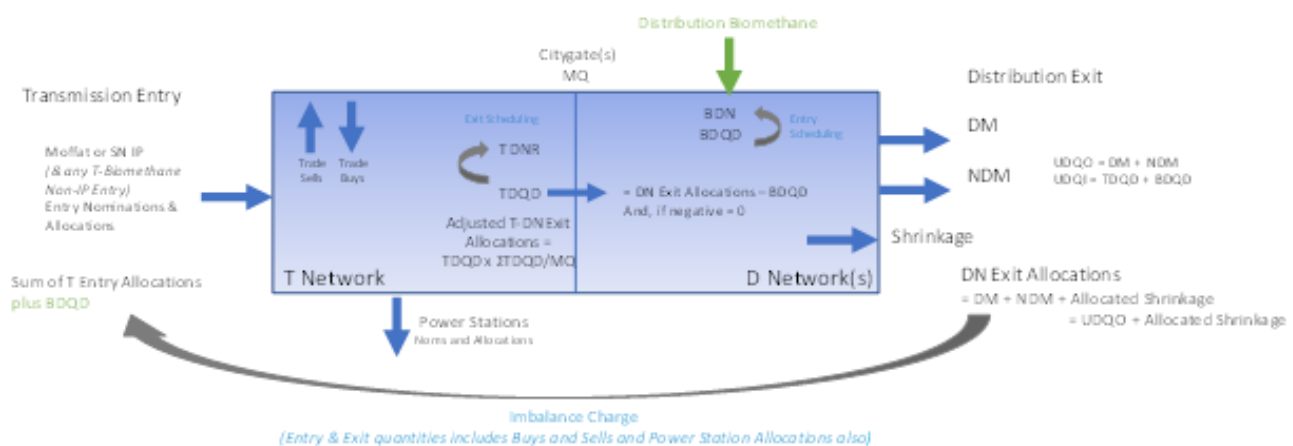 Distribution Biomethane
Citygate(s)
MQ
Transmission Entry
Distribution Exit
Moffat or SN IP
(& any T-Biomethane
Non-IP Entry)
Entry Nominations &
Allocations
Trade
Sells
Trade
Buys
Exit Scheduling
TDNR
TDQD
Adjusted T-DN Exit
Allocations =
TDQD x ΣTDQD/MQ
BDN
BDQD
Entry
Scheduling
= DN Exit Allocations – BDQD
And, if negative = 0
DM
NDM
UDQO = DM + NDM
UDQI = TDQD + BDQD
Shrinkage
T Network
D Network(s)
Sum of T Entry Allocations
plus BDQD
Power Stations
Noms and Allocations
DN Exit Allocations
= DM + NDM + Allocated Shrinkage
= UDQO + Allocated Shrinkage
Imbalance Charge
(Entry & Exit quantities includes Buys and Sells and Power Station Allocations also)